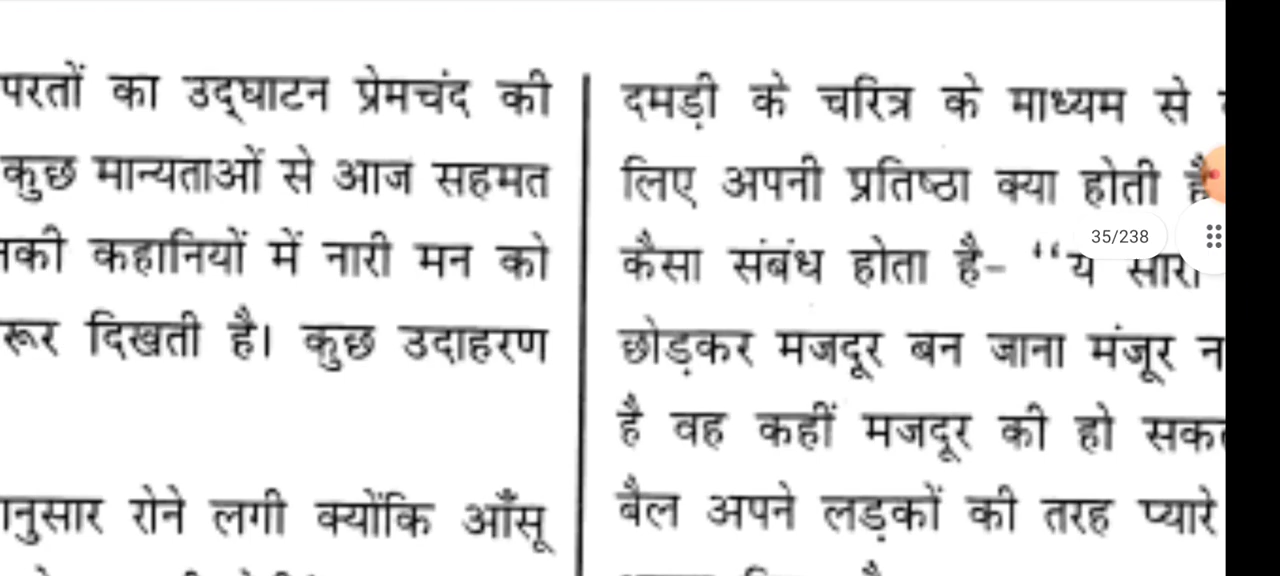 परतों का उद्घाटन प्रेमचंद की
कुछ मान्यताओं से आज सहमत
कहानियों में नारी मन को
दिखती है। कुछ उदाहरण
रोने लगी क्योंकि आँसू
दमड़ी के चरित्र के माध्यम से
लिए अपनी प्रतिष्ठा क्या होती है
कैसा संबंध होता है- “ये सारी
छोड़कर मजदूर बन जाना मंजूर
है वह कहीं मजदूर की हो
बैल अपने लड़कों की तरह प्यारे
35/238